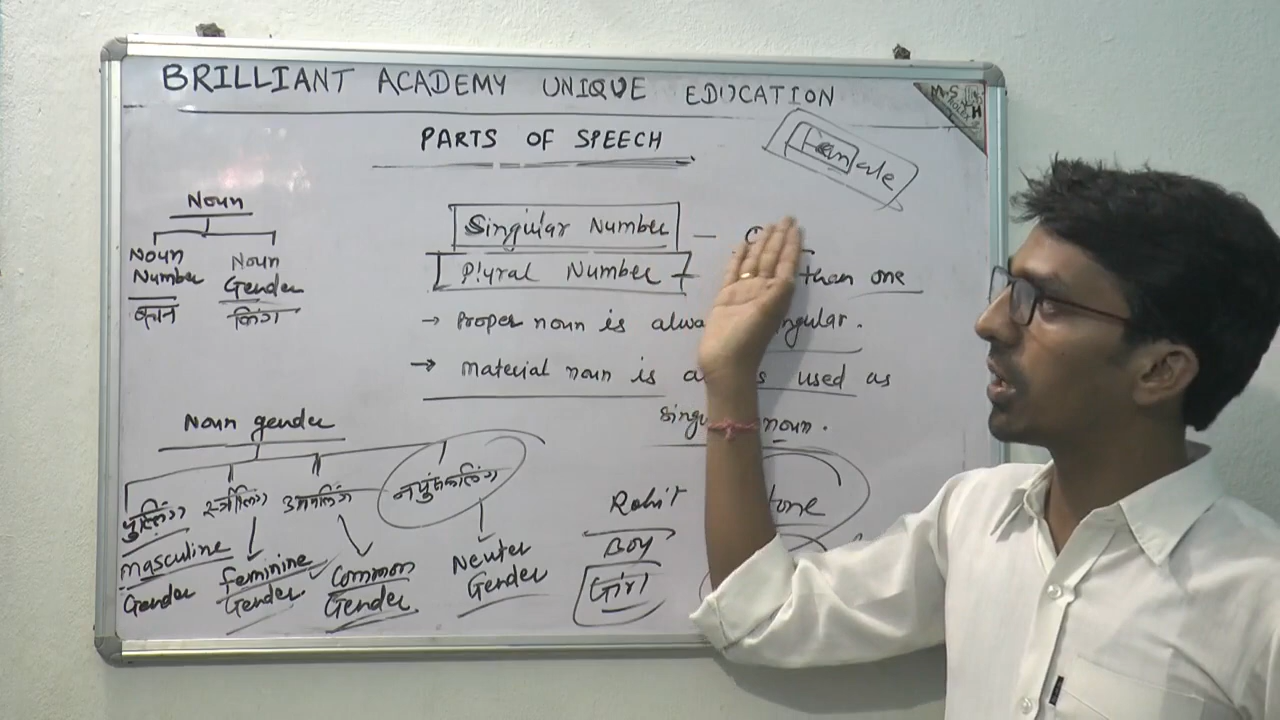 BRILLIANT ACADEMY UNIQUE EDUCATION
M.S
PARTS OF SPEECH
Noun
Noun Number
वचन
Noun Gender
लिंग
Singular Number —
Plural Number — than one
→ Proper noun is
→ Material noun is used as
noun.
Noun gender
पुल्लिंग
स्त्रीलिंग
उभयलिंग
नपुंसकलिंग
Masculine Gender
Feminine Gender
Common Gender
Neuter Gender
Rohit
Boy
Girl